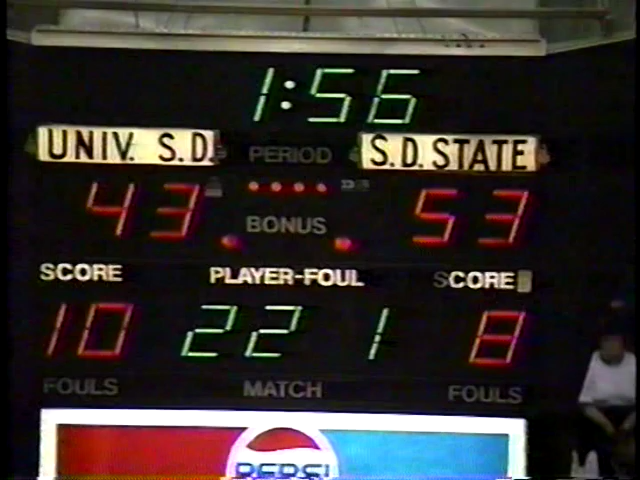 1:56
UNIV. S.D. PERIOD S.D. STATE
43 BONUS 53
SCORE PLAYER-FOUL SCORE
10 22 1 8
FOULS MATCH FOULS
PEPSI